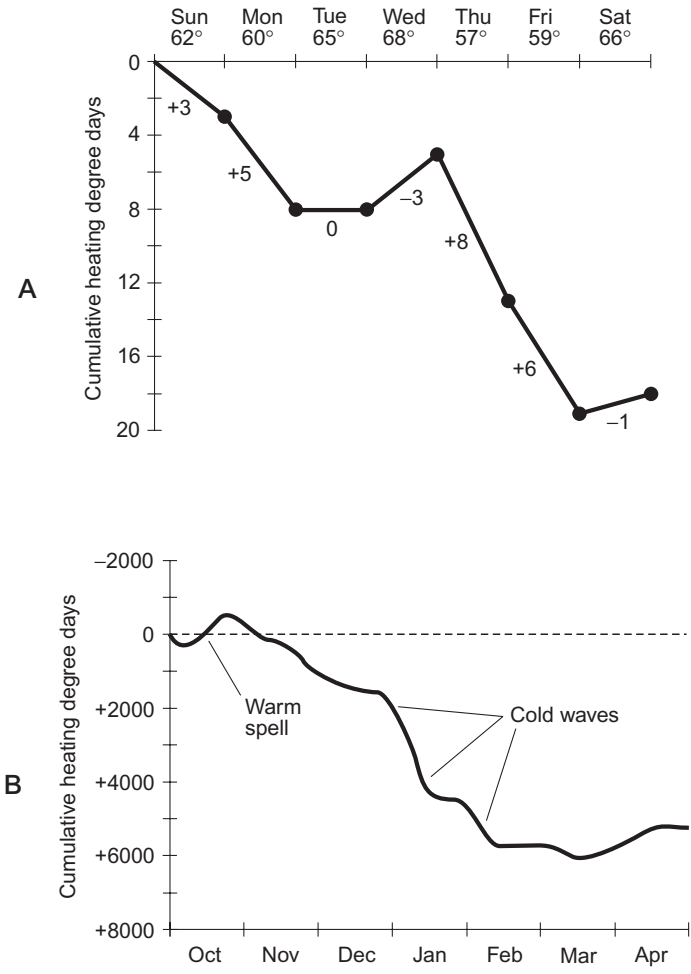 Sun Mon Tue Wed Thu Fri Sat
62° 60° 65° 68° 57° 59° 66°
0
4
8
12
16
20
Cumulative heating degree days
+3
+5
0
–3
+8
+6
–1
A
–2000
0
+2000
+4000
+6000
+8000
Cumulative heating degree days
Warm
spell
Cold waves
B
Oct Nov Dec Jan Feb Mar Apr